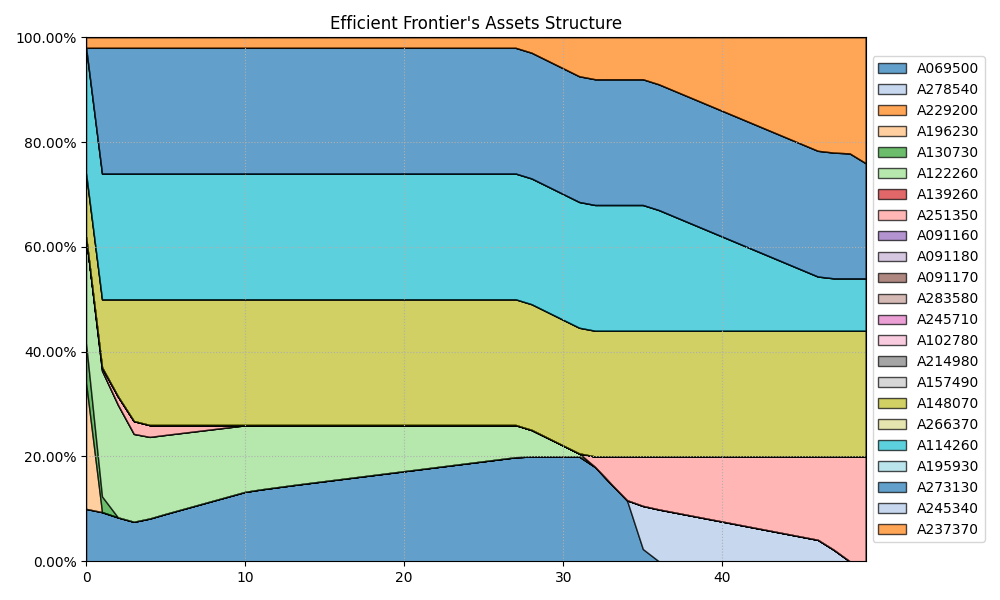 Efficient Frontier's Assets Structure
100.00%
80.00%
60.00%
40.00%
20.00%
0.00%
0
10
20
30
40
A069500
A278540
A229200
A196230
A130730
A122260
A139260
A251350
A091160
A091180
A091170
A283580
A245710
A102780
A214980
A157490
A148070
A266370
A114260
A195930
A273130
A245340
A237370